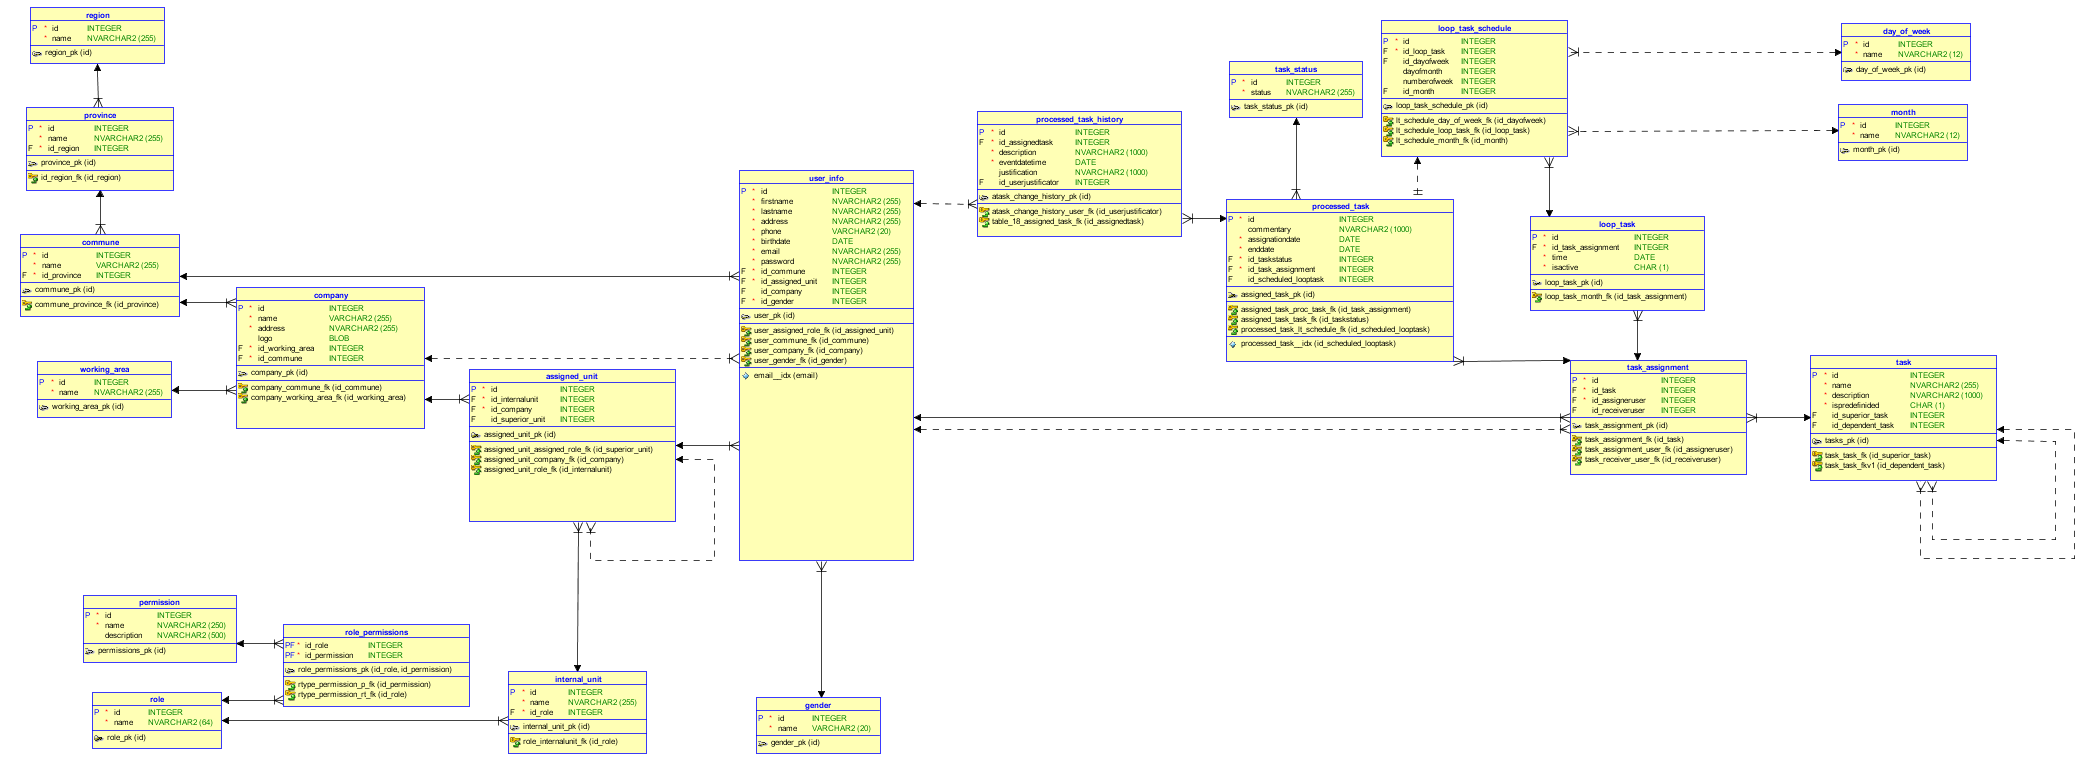 region
P * id INTEGER
* name NVARCHAR2 (255)
region_pk (id)
province
P * id INTEGER
* name NVARCHAR2 (255)
F * id_region INTEGER
province_pk (id)
id_region_fk (id_region)
commune
P * id INTEGER
* name VARCHAR2 (255)
F * id_province INTEGER
commune_pk (id)
commune_province_fk (id_province)
company
P * id INTEGER
* name VARCHAR2 (255)
* address NVARCHAR2 (255)
logo BLOB
F * id_working_area INTEGER
F * id_commune INTEGER
company_pk (id)
company_commune_fk (id_commune)
company_working_area_fk (id_working_area)
working_area
P * id INTEGER
* name NVARCHAR2 (255)
working_area_pk (id)
assigned_unit
P * id INTEGER
F * id_internalunit INTEGER
F * id_company INTEGER
F id_superior_unit INTEGER
assigned_unit_pk (id)
assigned_unit_assigned_role_fk (id_superior_unit)
assigned_unit_company_fk (id_company)
assigned_unit_role_fk (id_internalunit)
permission
P * id INTEGER
* name NVARCHAR2 (250)
description NVARCHAR2 (500)
permissions_pk (id)
role_permissions
PF * id_role INTEGER
PF * id_permission INTEGER
role_permissions_pk (id_role, id_permission)
rtype_permission_p_fk (id_permission)
rtype_permission_rt_fk (id_role)
role
P * id INTEGER
* name NVARCHAR2 (64)
role_pk (id)
internal_unit
P * id INTEGER
* name NVARCHAR2 (255)
F * id_role INTEGER
internal_unit_pk (id)
role_internalunit_fk (id_role)
user_info
P * id INTEGER
* firstname NVARCHAR2 (255)
* lastname NVARCHAR2 (255)
* address NVARCHAR2 (255)
* phone VARCHAR2 (20)
* birthdate DATE
* email NVARCHAR2 (255)
* password NVARCHAR2 (255)
F * id_commune INTEGER
F * id_assigned_unit INTEGER
F id_company INTEGER
F * id_gender INTEGER
user_pk (id)
user_assigned_role_fk (id_assigned_unit)
user_commune_fk (id_commune)
user_company_fk (id_company)
user_gender_fk (id_gender)
email__idx (email)
gender
P * id INTEGER
* name VARCHAR2 (20)
gender_pk (id)
processed_task_history
P * id INTEGER
F * id_assignedtask INTEGER
* description NVARCHAR2 (1000)
* eventdatetime DATE
justification NVARCHAR2 (1000)
F id_userjustificator INTEGER
atask_change_history_pk (id)
atask_change_history_user_fk (id_userjustificator)
table_18_assigned_task_fk (id_assignedtask)
task_status
P * id INTEGER
* status NVARCHAR2 (255)
task_status_pk (id)
processed_task
P * id INTEGER
commentary NVARCHAR2 (1000)
* assignationdate DATE
* enddate DATE
F * id_taskstatus INTEGER
F * id_task_assignment INTEGER
F id_scheduled_looptask INTEGER
assigned_task_pk (id)
assigned_task_proc_task_fk (id_task_assignment)
assigned_task_task_fk (id_taskstatus)
processed_task_lt_schedule_fk (id_scheduled_looptask)
processed_task__idx (id_scheduled_looptask)
loop_task_schedule
P * id INTEGER
F * id_loop_task INTEGER
F id_dayofweek INTEGER
dayofmonth INTEGER
numberofweek INTEGER
F id_month INTEGER
loop_task_schedule_pk (id)
lt_schedule_day_of_week_fk (id_dayofweek)
lt_schedule_loop_task_fk (id_loop_task)
lt_schedule_month_fk (id_month)
day_of_week
P * id INTEGER
* name NVARCHAR2 (12)
day_of_week_pk (id)
month
P * id INTEGER
* name NVARCHAR2 (12)
month_pk (id)
loop_task
P * id INTEGER
F * id_task_assignment INTEGER
* time DATE
* isactive CHAR (1)
loop_task_pk (id)
loop_task_month_fk (id_task_assignment)
task_assignment
P * id INTEGER
F * id_task INTEGER
F * id_assigneruser INTEGER
F id_receiveruser INTEGER
task_assignment_pk (id)
task_assignment_fk (id_task)
task_assignment_user_fk (id_assigneruser)
task_receiver_user_fk (id_receiveruser)
task
P * id INTEGER
* name NVARCHAR2 (255)
* description NVARCHAR2 (1000)
* ispredefinided CHAR (1)
F id_superior_task INTEGER
F id_dependent_task INTEGER
tasks_pk (id)
task_task_fk (id_superior_task)
task_task_fkv1 (id_dependent_task)